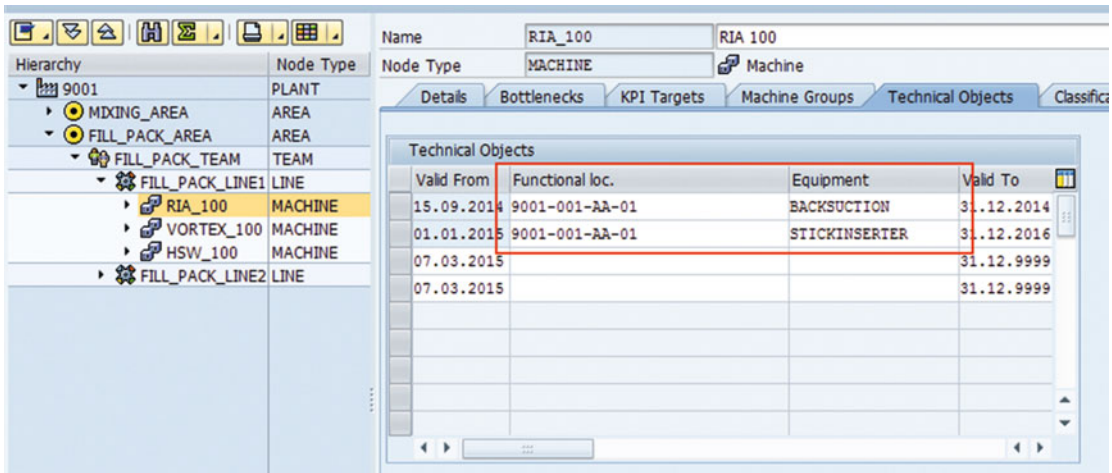 Hierarchy Node Type
9001 PLANT
MIXING_AREA AREA
FILL_PACK_AREA AREA
FILL_PACK_TEAM TEAM
FILL_PACK_LINE1 LINE
RIA_100 MACHINE
VORTEX_100 MACHINE
HSW_100 MACHINE
FILL_PACK_LINE2 LINE
Name RIA_100 RIA 100
Node Type MACHINE Machine
Details Bottlenecks KPI Targets Machine Groups Technical Objects Classifica
Technical Objects
Valid From Functional loc. Equipment Valid To
15.09.2014 9001-001-AA-01 BACKSUCTION 31.12.2014
01.01.2015 9001-001-AA-01 STICKINSERTER 31.12.2016
07.03.2015 31.12.9999
07.03.2015 31.12.9999